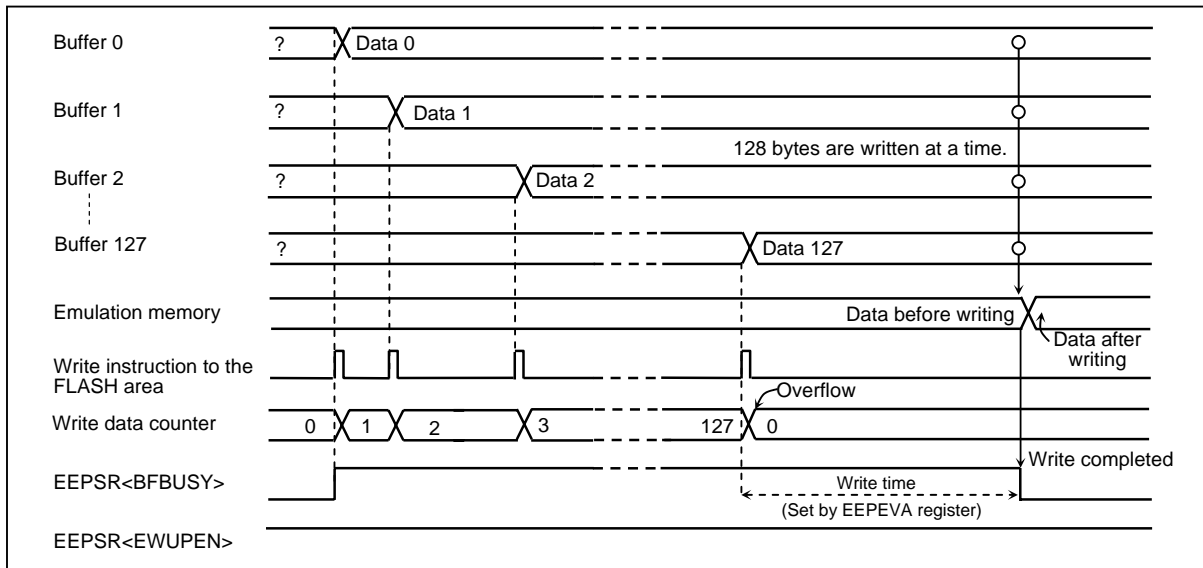 Buffer 0
? Data 0
Buffer 1
? Data 1
128 bytes are written at a time.
Buffer 2
? Data 2
Buffer 127
? Data 127
Emulation memory
Data before writing
Data after
writing
Write instruction to the
FLASH area
Overflow
Write data counter
0 1 2 3 127 0
Write completed
EEPSR<BFBUSY>
Write time
(Set by EEPEVA register)
EEPSR<EWUPEN>